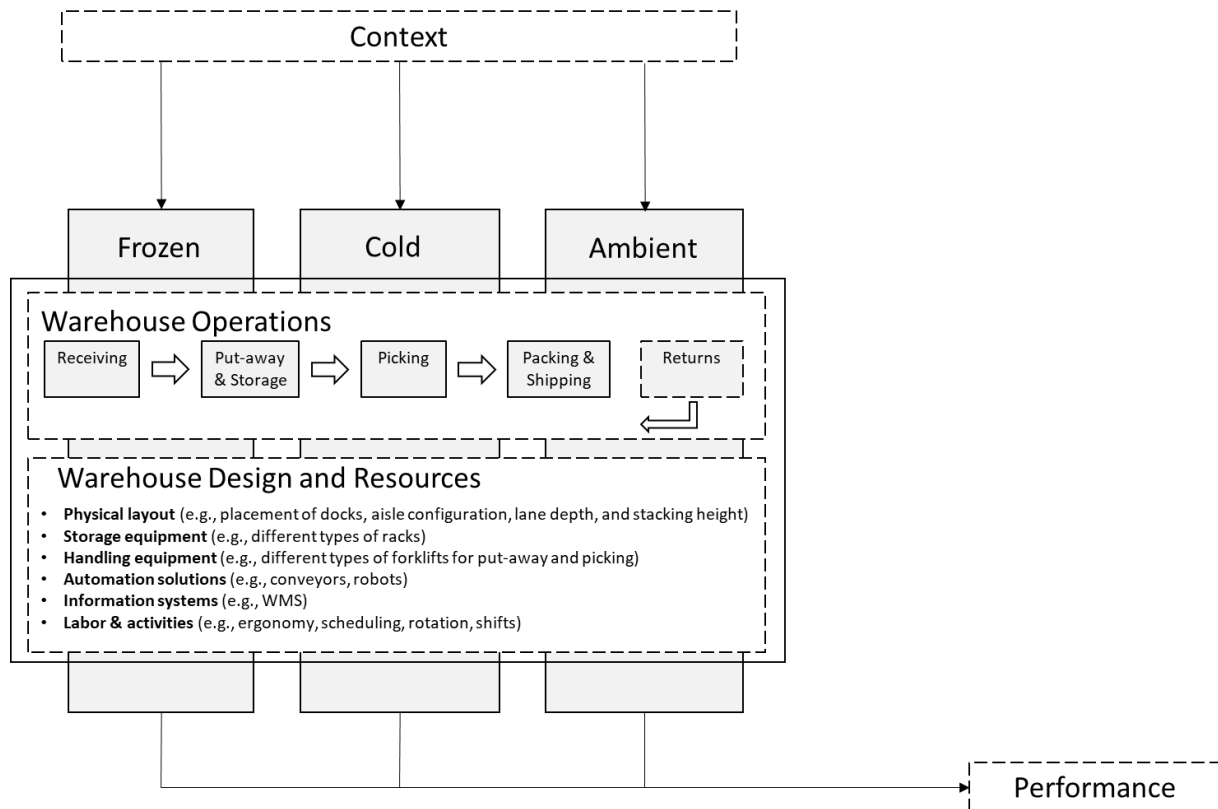 Context
Frozen
Cold
Ambient
Warehouse Operations
Receiving
Put-away
& Storage
Picking
Packing &
Shipping
Returns
Warehouse Design and Resources
• Physical layout (e.g., placement of docks, aisle configuration, lane depth, and stacking height)
• Storage equipment (e.g., different types of racks)
• Handling equipment (e.g., different types of forklifts for put-away and picking)
• Automation solutions (e.g., conveyors, robots)
• Information systems (e.g., WMS)
• Labor & activities (e.g., ergonomy, scheduling, rotation, shifts)
Performance